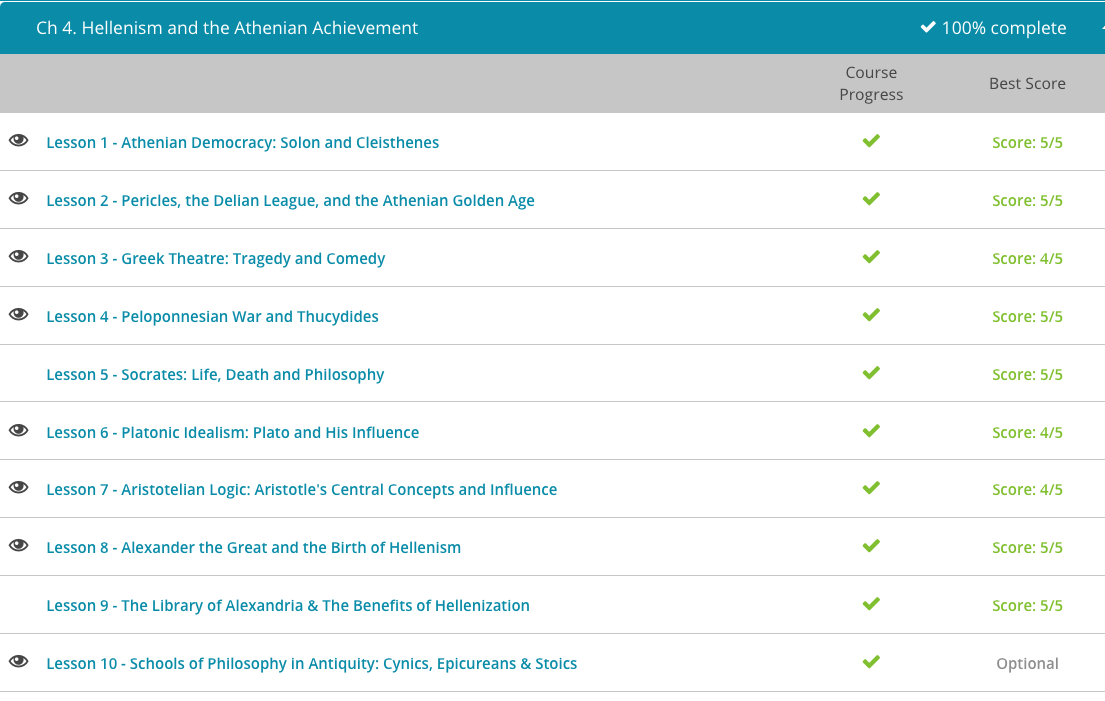 Ch 4. Hellenism and the Athenian Achievement 100% complete
Course
Progress
Best Score
Lesson 1 - Athenian Democracy: Solon and Cleisthenes Score: 5/5
Lesson 2 - Pericles, the Delian League, and the Athenian Golden Age Score: 5/5
Lesson 3 - Greek Theatre: Tragedy and Comedy Score: 4/5
Lesson 4 - Peloponnesian War and Thucydides Score: 5/5
Lesson 5 - Socrates: Life, Death and Philosophy Score: 5/5
Lesson 6 - Platonic Idealism: Plato and His Influence Score: 4/5
Lesson 7 - Aristotelian Logic: Aristotle's Central Concepts and Influence Score: 4/5
Lesson 8 - Alexander the Great and the Birth of Hellenism Score: 5/5
Lesson 9 - The Library of Alexandria & The Benefits of Hellenization Score: 5/5
Lesson 10 - Schools of Philosophy in Antiquity: Cynics, Epicureans & Stoics Optional